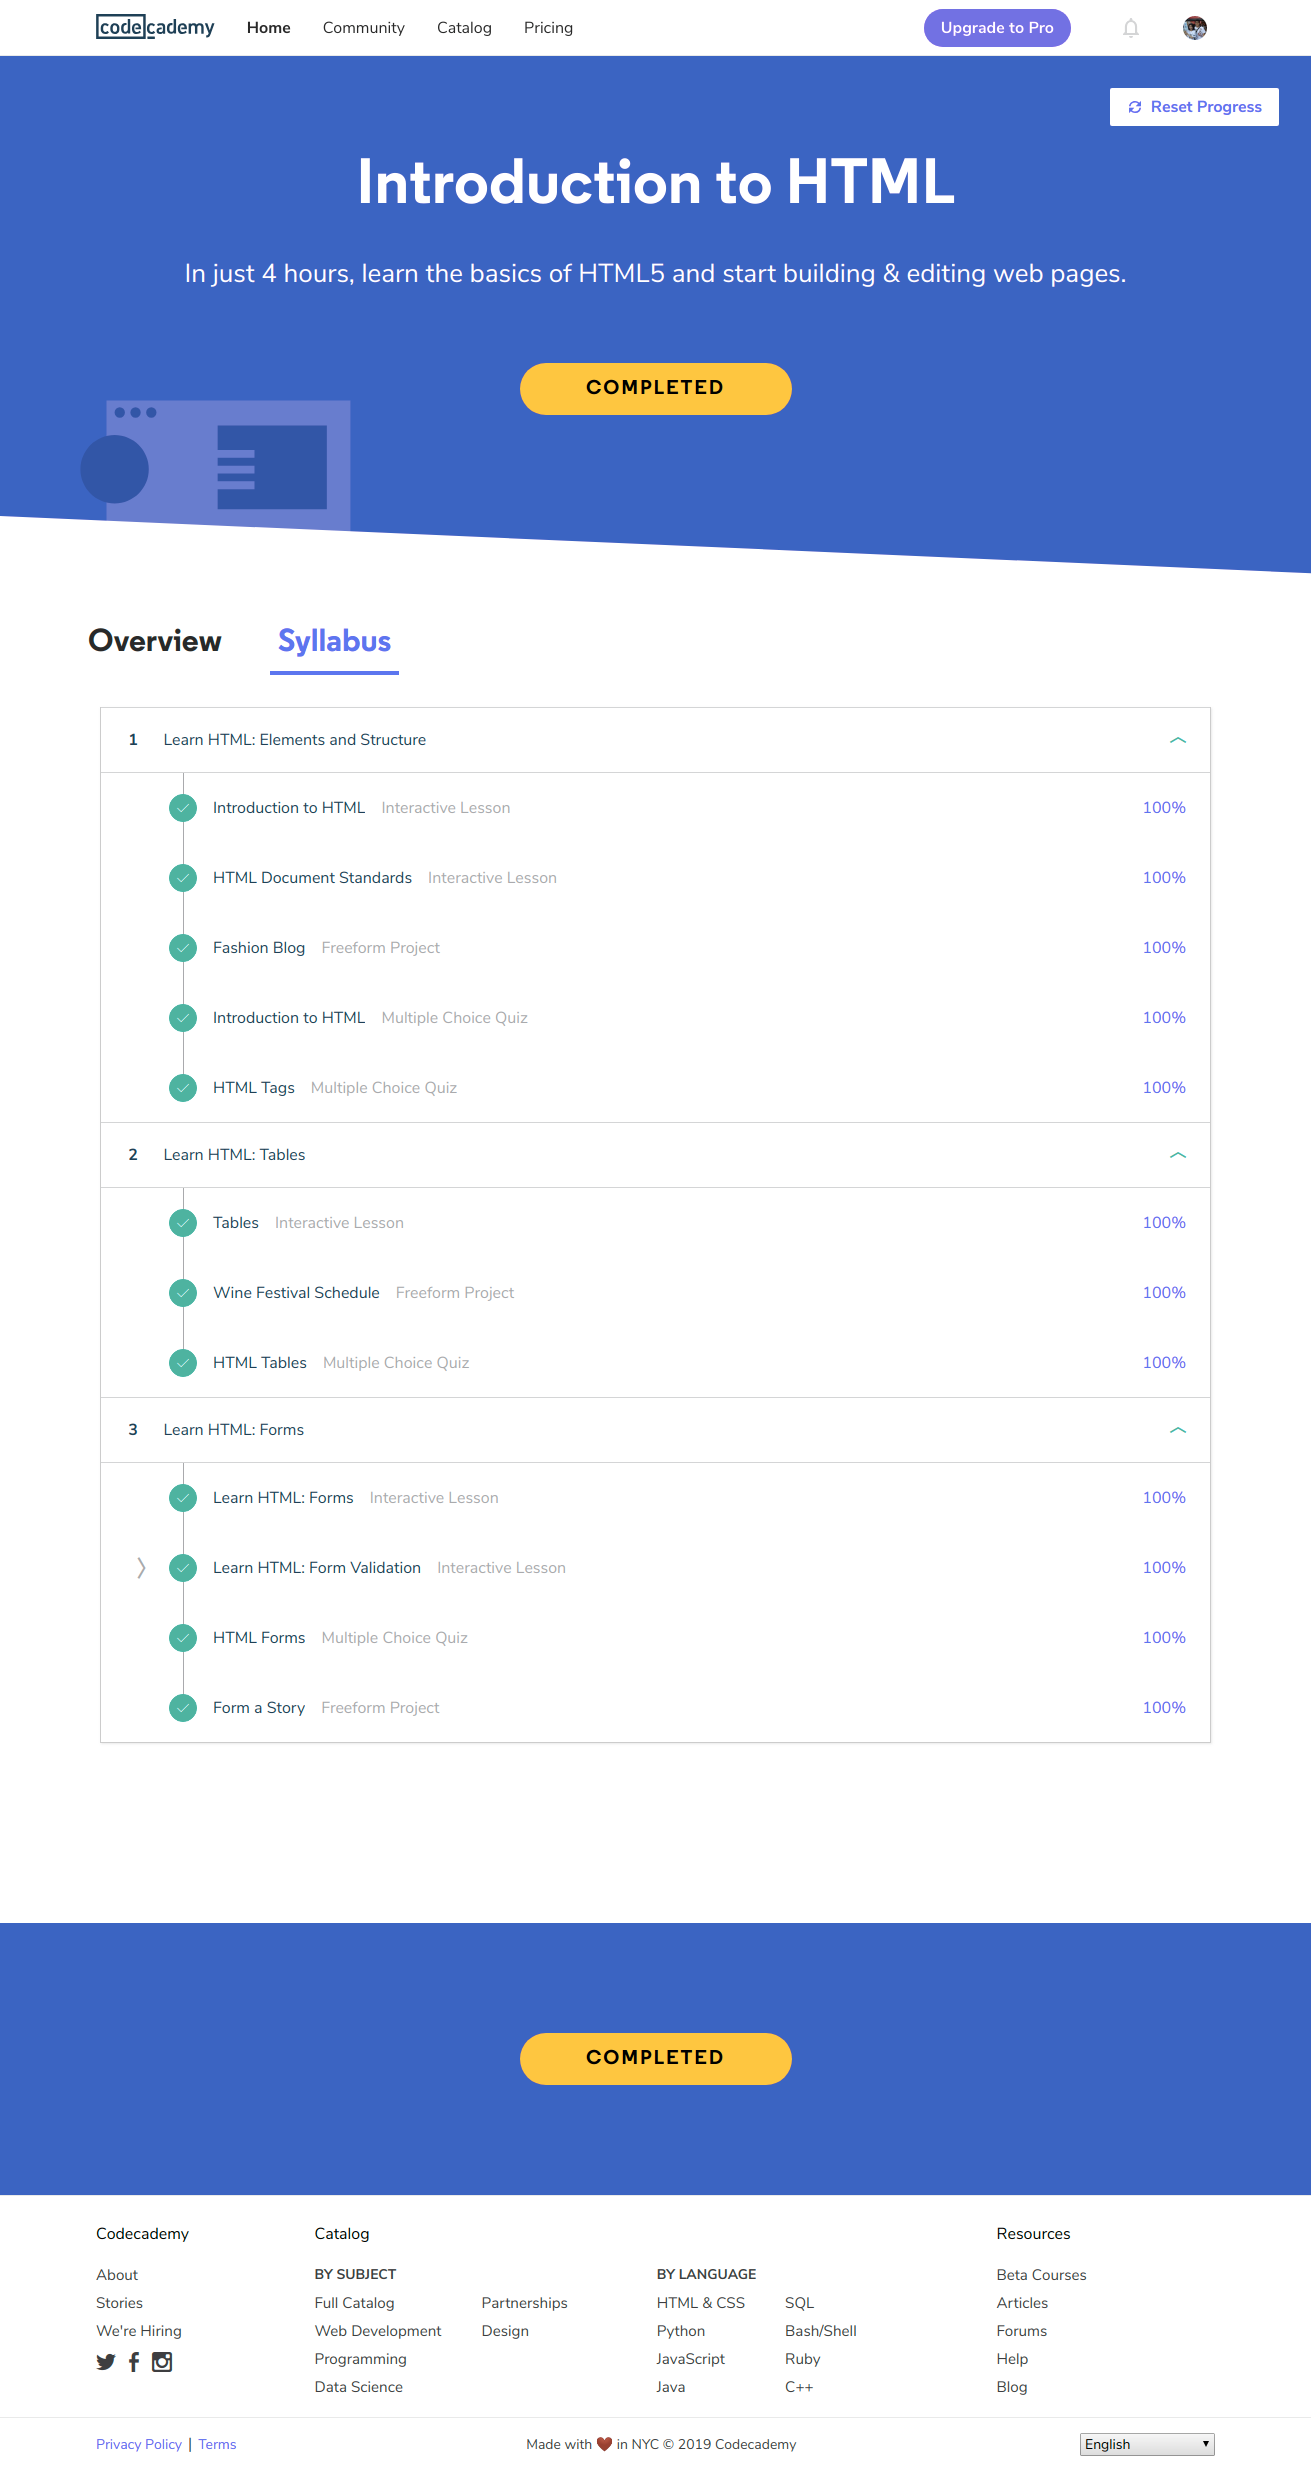 codecademy Home Community Catalog Pricing Upgrade to Pro
Reset Progress
Introduction to HTML
In just 4 hours, learn the basics of HTML5 and start building & editing web pages.
COMPLETED
Overview Syllabus
1 Learn HTML: Elements and Structure
Introduction to HTML Interactive Lesson 100%
HTML Document Standards Interactive Lesson 100%
Fashion Blog Freeform Project 100%
Introduction to HTML Multiple Choice Quiz 100%
HTML Tags Multiple Choice Quiz 100%
2 Learn HTML: Tables
Tables Interactive Lesson 100%
Wine Festival Schedule Freeform Project 100%
HTML Tables Multiple Choice Quiz 100%
3 Learn HTML: Forms
Learn HTML: Forms Interactive Lesson 100%
Learn HTML: Form Validation Interactive Lesson 100%
HTML Forms Multiple Choice Quiz 100%
Form a Story Freeform Project 100%
COMPLETED
Codecademy
About
Stories
We're Hiring
Catalog
BY SUBJECT
Full Catalog Partnerships
Web Development Design
Programming
Data Science
BY LANGUAGE
HTML & CSS SQL
Python Bash/Shell
JavaScript Ruby
Java C++
Resources
Beta Courses
Articles
Forums
Help
Blog
Privacy Policy | Terms
Made with ❤️ in NYC © 2019 Codecademy
English